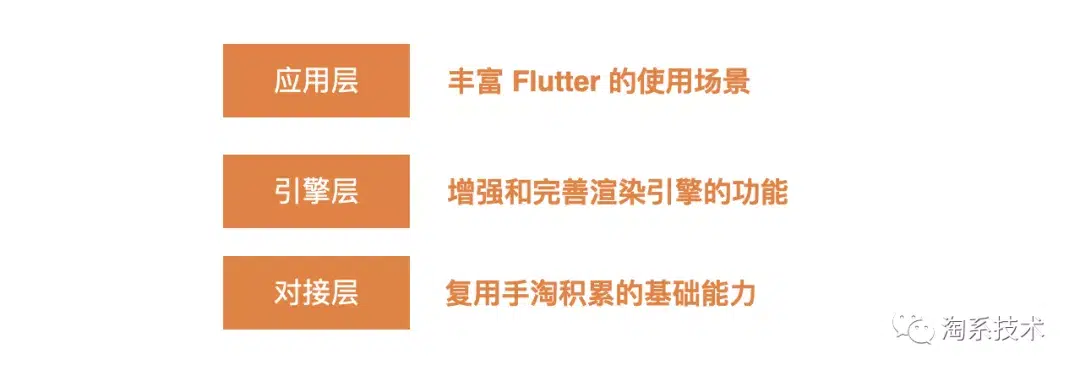 应用层 丰富 Flutter 的使用场景
引擎层 增强和完善渲染引擎的功能
对接层 复用手淘积累的基础能力
淘系技术